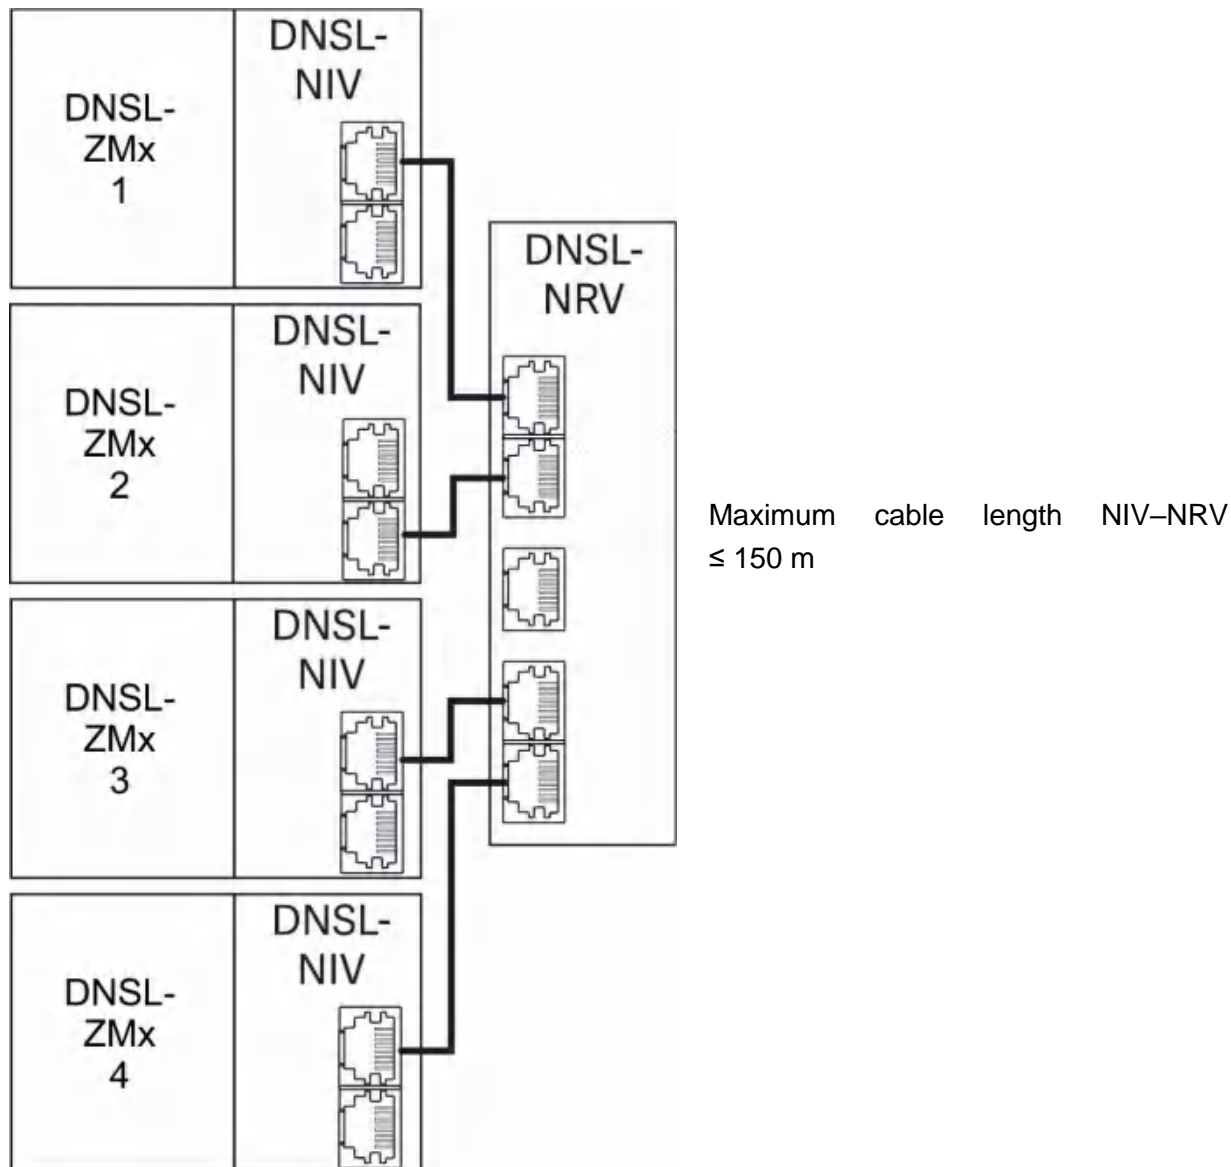 DNSL-
ZMx
1
DNSL-
NIV
DNSL-
ZMx
2
DNSL-
NIV
DNSL-
ZMx
3
DNSL-
NIV
DNSL-
ZMx
4
DNSL-
NIV
DNSL-
NRV
Maximum cable length NIV–NRV
≤ 150 m